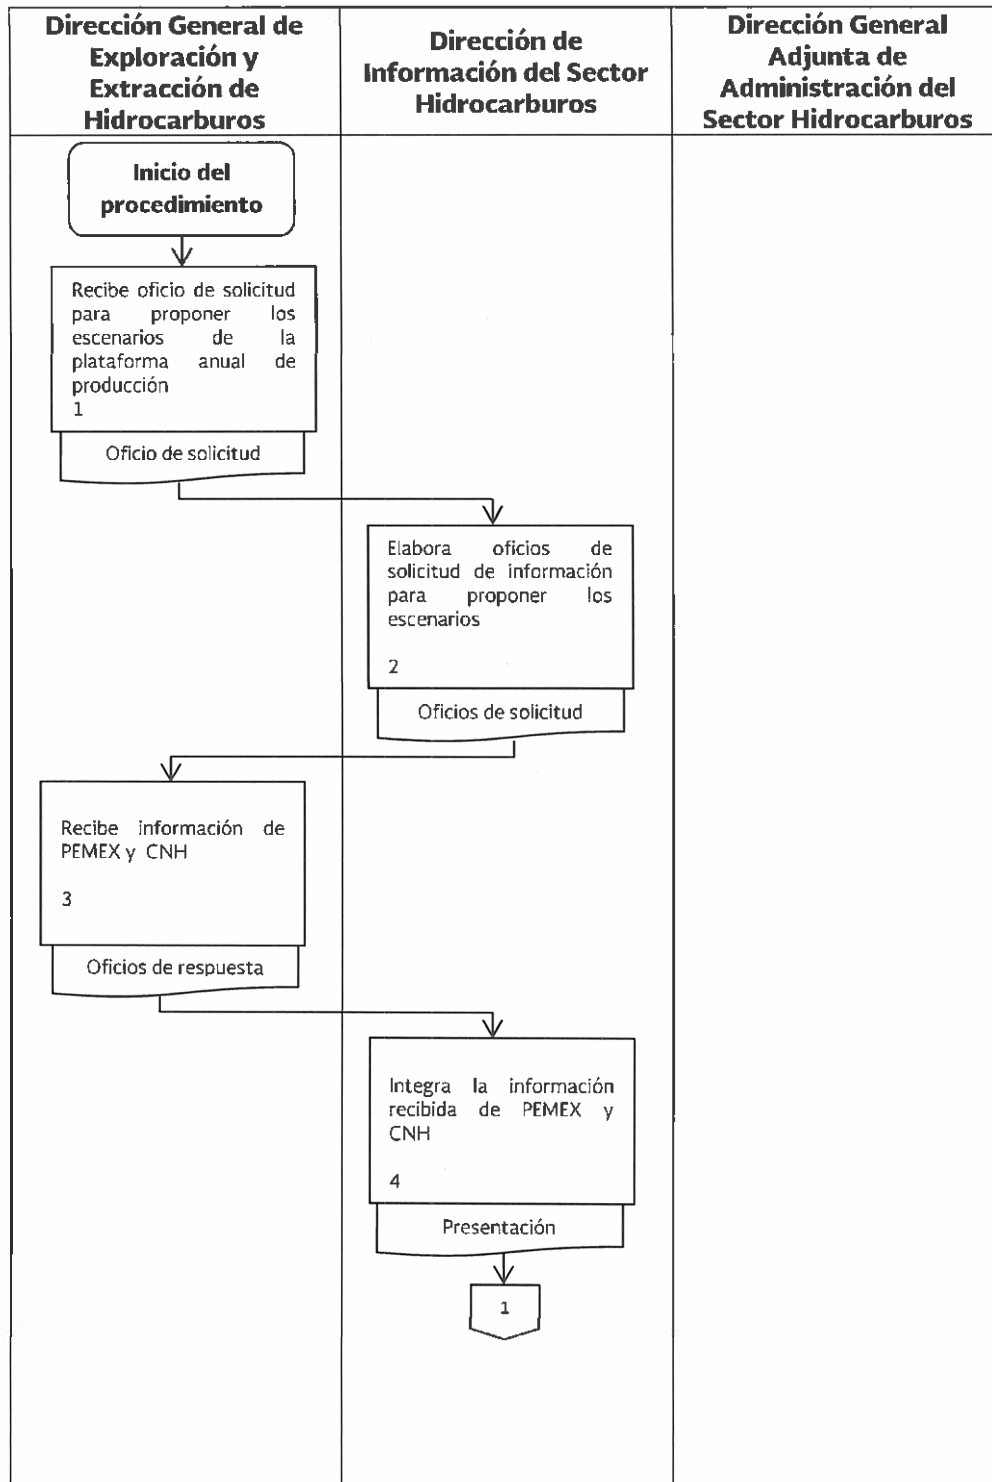 Dirección General de
Exploración y
Extracción de
Hidrocarburos
Dirección de
Información del Sector
Hidrocarburos
Dirección General
Adjunta de
Administración del
Sector Hidrocarburos
Inicio del
procedimiento
Recibe oficio de solicitud
para proponer los
escenarios de la
plataforma anual de
producción
1
Oficio de solicitud
Elabora oficios de
solicitud de información
para proponer los
escenarios
2
Oficios de solicitud
Recibe información de
PEMEX y CNH
3
Oficios de respuesta
Integra la información
recibida de PEMEX y
CNH
4
Presentación
1